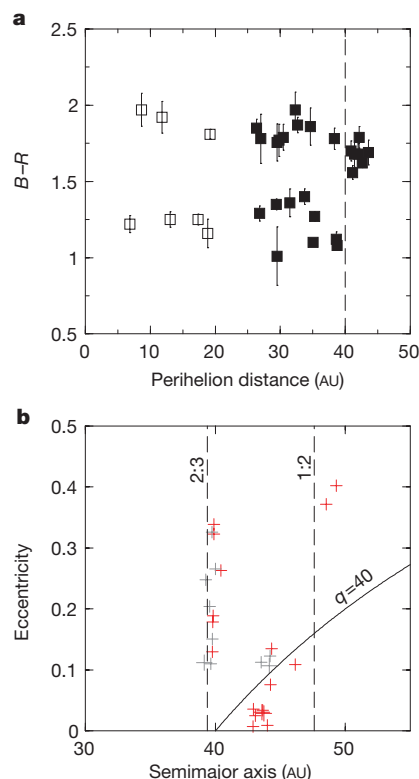 a
2.5
2
1.5
1
0.5
B–R
0 10 20 30 40 50
Perihelion distance (AU)
b
0.5
0.4
0.3
0.2
0.1
0
Eccentricity
2:3
1:2
q=40
30 40 50
Semimajor axis (AU)